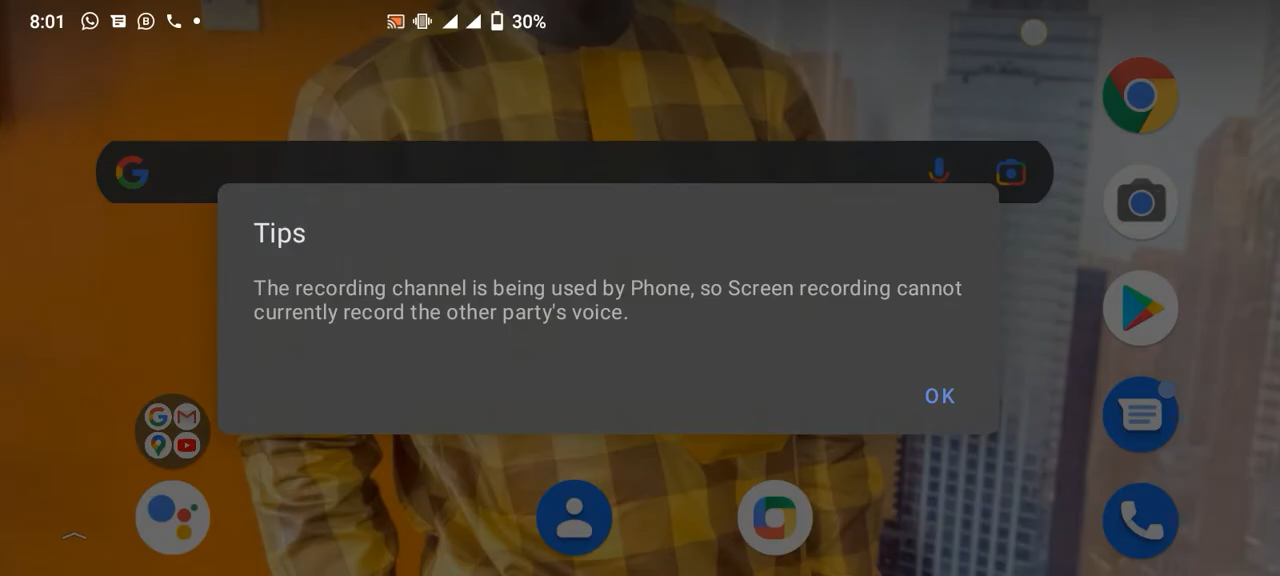 8:01 30%
Tips
The recording channel is being used by Phone, so Screen recording cannot
currently record the other party's voice.
OK